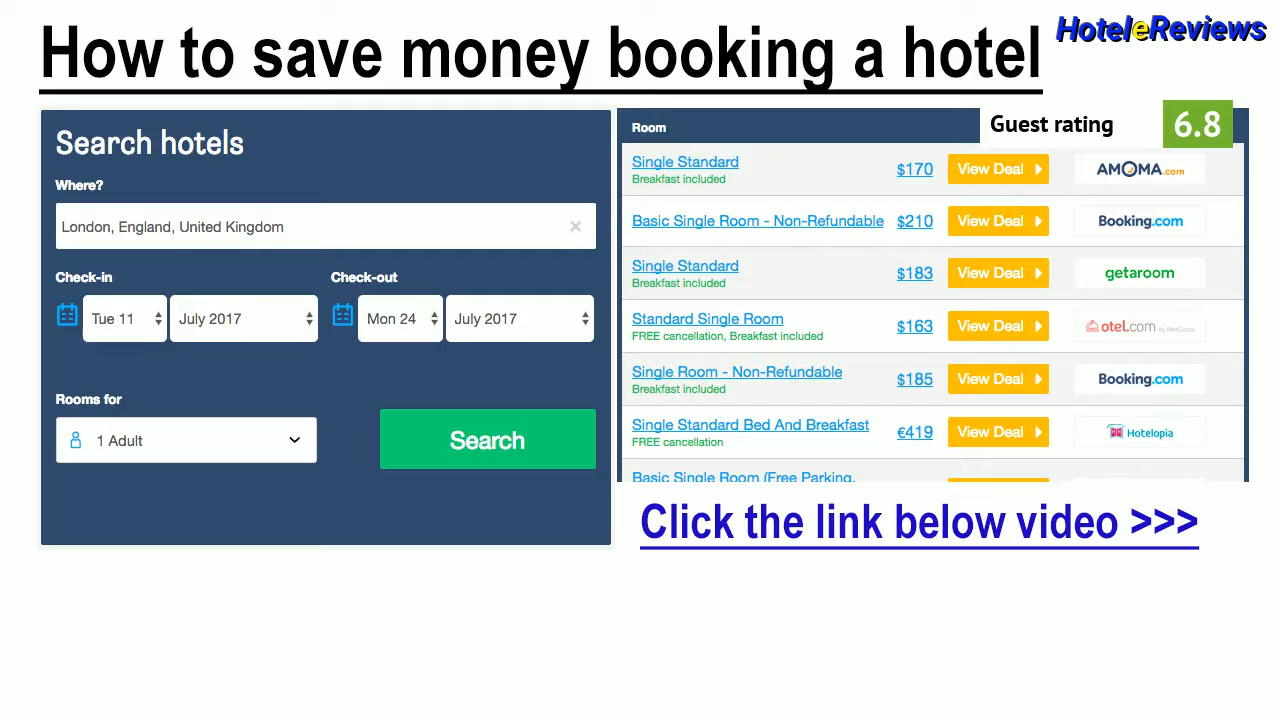 How to save money booking a hotel
HoteleReviews
Search hotels
Where?
London, England, United Kingdom
Check-in
Check-out
Tue 11
July 2017
Mon 24
July 2017
Rooms for
1 Adult
Search
Room
Guest rating
6.8
Single Standard
Breakfast included
$170
View Deal
AMOMA.com
Basic Single Room - Non-Refundable
$210
View Deal
Booking.com
Single Standard
Breakfast included
$183
View Deal
getaroom
Standard Single Room
FREE cancellation, Breakfast included
$163
View Deal
otel.com
Single Room - Non-Refundable
Breakfast included
$185
View Deal
Booking.com
Single Standard Bed And Breakfast
FREE cancellation
€419
View Deal
Hotelopia
Basic Single Room (Free Parking,
Click the link below video >>>